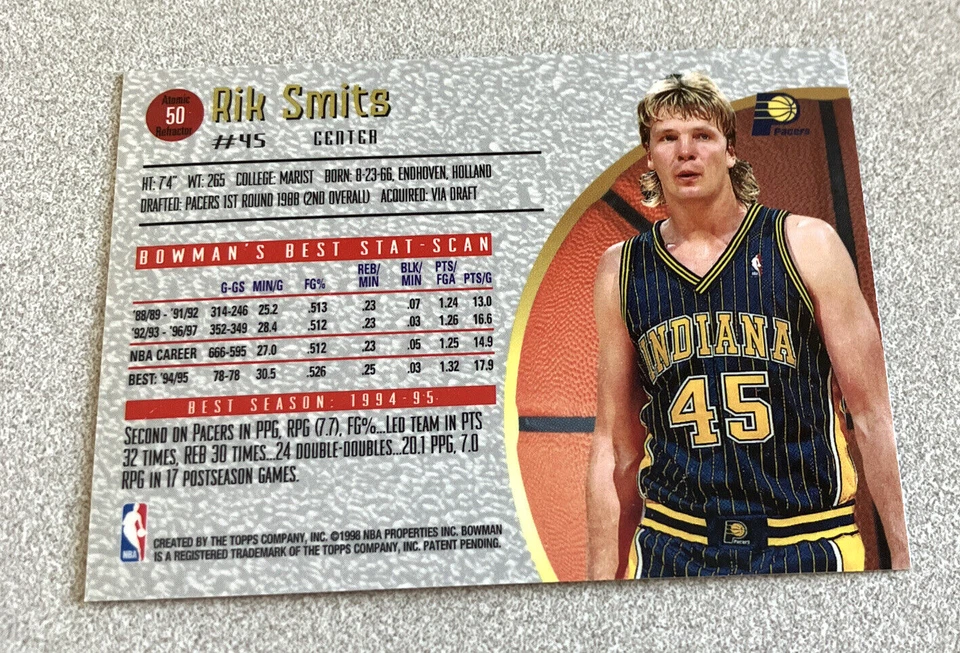 Atomic
50
Refractor
Rik Smits
#45 CENTER
HT: 7'4" WT: 265 COLLEGE: MARIST BORN: 8-23-66, ENDHOVEN, HOLLAND
DRAFTED: PACERS 1ST ROUND 1988 (2ND OVERALL) ACQUIRED: VIA DRAFT
BOWMAN'S BEST STAT-SCAN
G-GS MIN/G FG% REB/MIN BLK/MIN PTS/FGA PTS/G
'88/89 - '91/92 314-246 25.2 .513 .23 .07 1.24 13.0
'92/93 - '96/97 352-349 28.4 .512 .23 .03 1.26 16.6
NBA CAREER 666-595 27.0 .512 .23 .05 1.25 14.9
BEST: '94/95 78-78 30.5 .526 .25 .03 1.32 17.9
BEST SEASON: 1994-95
SECOND ON PACERS IN PPG, RPG (7.7), FG%...LED TEAM IN PTS
32 TIMES, REB 30 TIMES...24 DOUBLE-DOUBLES...20.1 PPG, 7.0
RPG IN 17 POSTSEASON GAMES.
NBA
CREATED BY THE TOPPS COMPANY, INC. ©1998 NBA PROPERTIES INC. BOWMAN
IS A REGISTERED TRADEMARK OF THE TOPPS COMPANY, INC. PATENT PENDING.
Pacers
INDIANA
45
Pacers